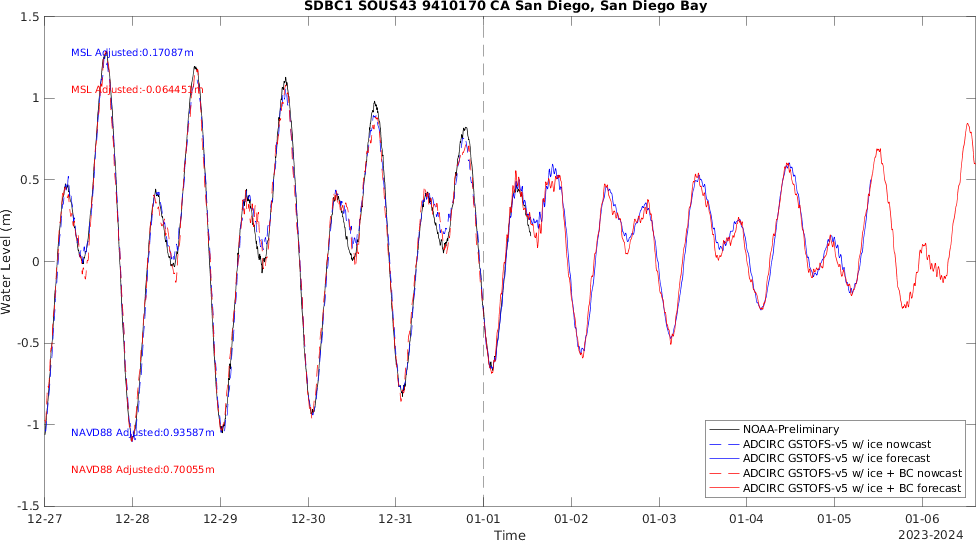 SDBC1 SOUS43 9410170 CA San Diego, San Diego Bay
1.5
MSL Adjusted:0.17087m
1
MSL Adjusted:-0.064451m
0.5
0
-0.5
-1
-1.5
Water Level (m)
NAVD88 Adjusted:0.93587m
NAVD88 Adjusted:0.70055m
NOAA-Preliminary
ADCIRC GSTOFS-v5 w/ ice nowcast
ADCIRC GSTOFS-v5 w/ ice forecast
ADCIRC GSTOFS-v5 w/ ice + BC nowcast
ADCIRC GSTOFS-v5 w/ ice + BC forecast
12-27 12-28 12-29 12-30 12-31 01-01 01-02 01-03 01-04 01-05 01-06
Time
2023-2024